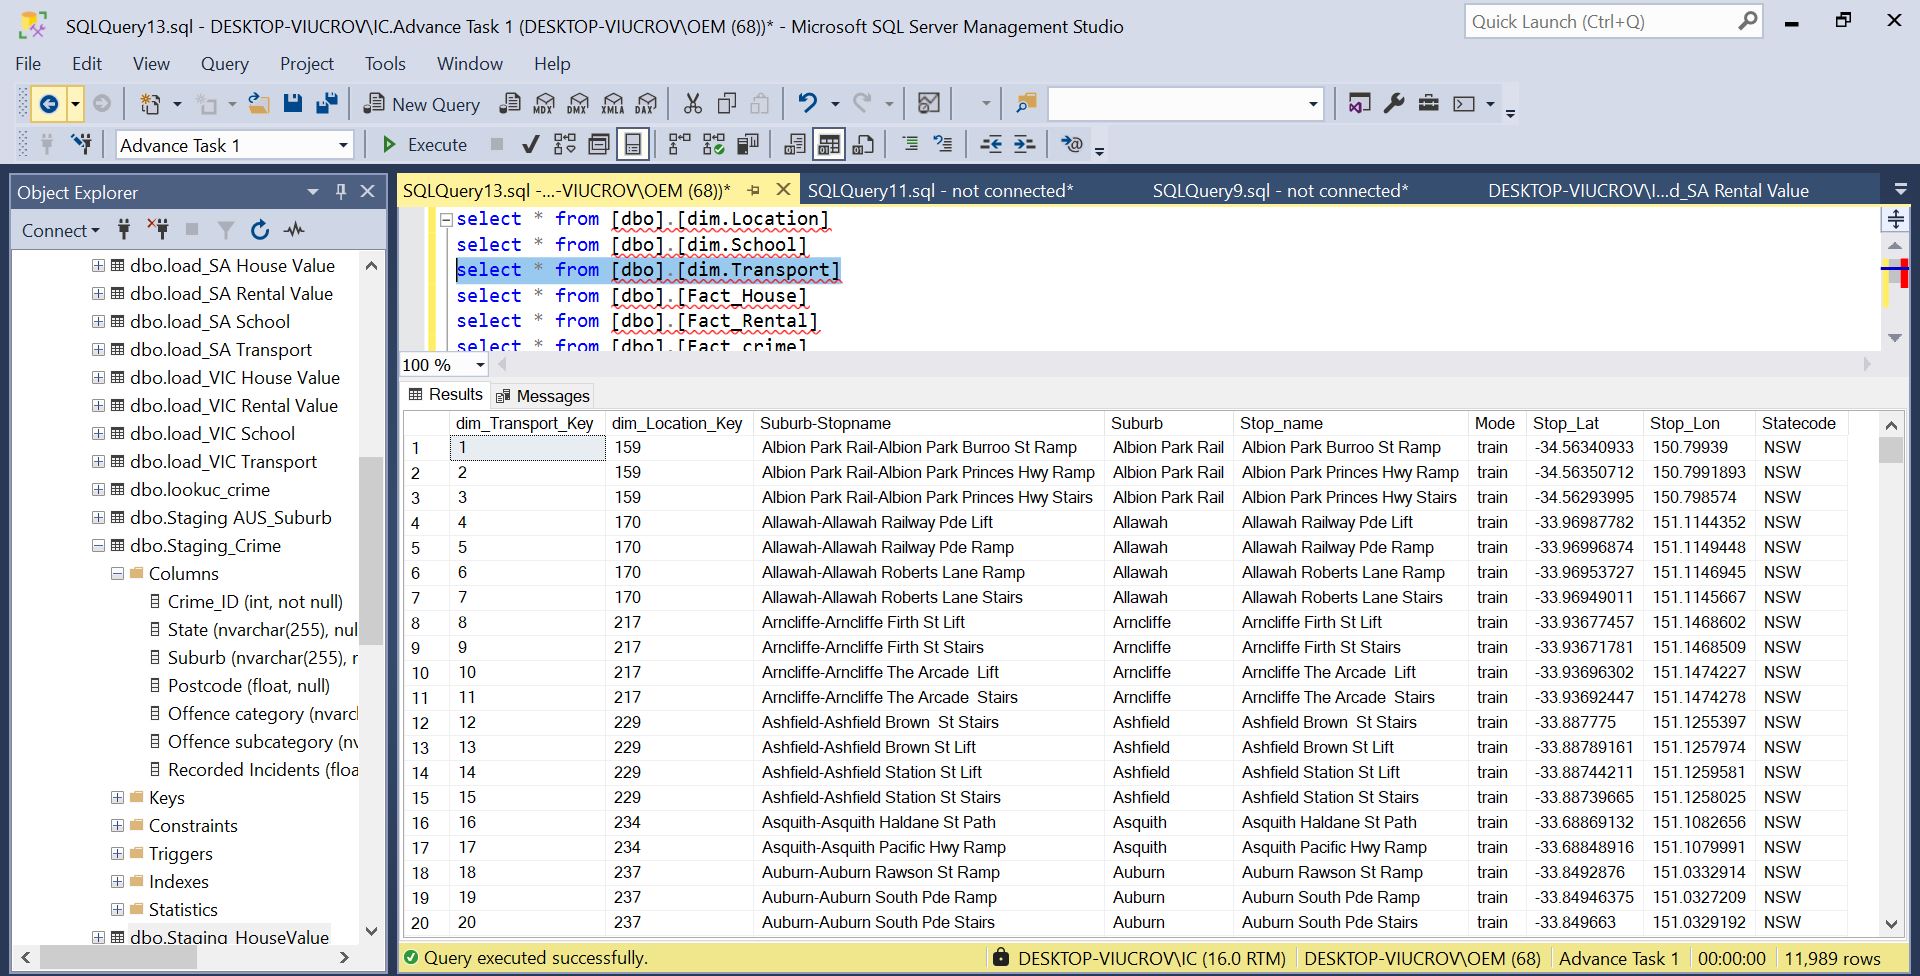 SQLQuery13.sql - DESKTOP-VIUCROV\IC.Advance Task 1 (DESKTOP-VIUCROV\OEM (68))* - Microsoft SQL Server Management Studio
Quick Launch (Ctrl+Q)
File Edit View Query Project Tools Window Help
New Query MDX DMX XMLA DAX
Advance Task 1 Execute
Object Explorer
Connect
dbo.load_SA House Value
dbo.load_SA Rental Value
dbo.load_SA School
dbo.load_SA Transport
dbo.load_VIC House Value
dbo.load_VIC Rental Value
dbo.load_VIC School
dbo.load_VIC Transport
dbo.lookuc_crime
dbo.Staging AUS_Suburb
dbo.Staging_Crime
Columns
Crime_ID (int, not null)
State (nvarchar(255), nul
Suburb (nvarchar(255), r
Postcode (float, null)
Offence category (nvarcl
Offence subcategory (nv
Recorded Incidents (floa
Keys
Constraints
Triggers
Indexes
Statistics
dbo.Staging_HouseValue
SQLQuery13.sql -...-VIUCROV\OEM (68))* SQLQuery11.sql - not connected* SQLQuery9.sql - not connected* DESKTOP-VIUCROV\I...d_SA Rental Value
select * from [dbo].[dim.Location]
select * from [dbo].[dim.School]
select * from [dbo].[dim.Transport]
select * from [dbo].[Fact_House]
select * from [dbo].[Fact_Rental]
select * from [dbo].[Fact_crime]
100 %
Results Messages
dim_Transport_Key dim_Location_Key Suburb-Stopname Suburb Stop_name Mode Stop_Lat Stop_Lon Statecode
1 1 159 Albion Park Rail-Albion Park Burroo St Ramp Albion Park Rail Albion Park Burroo St Ramp train -34.56340933 150.79939 NSW
2 2 159 Albion Park Rail-Albion Park Princes Hwy Ramp Albion Park Rail Albion Park Princes Hwy Ramp train -34.56350712 150.7991893 NSW
3 3 159 Albion Park Rail-Albion Park Princes Hwy Stairs Albion Park Rail Albion Park Princes Hwy Stairs train -34.56293995 150.798574 NSW
4 4 170 Allawah-Allawah Railway Pde Lift Allawah Allawah Railway Pde Lift train -33.96987782 151.1144352 NSW
5 5 170 Allawah-Allawah Railway Pde Ramp Allawah Allawah Railway Pde Ramp train -33.96996874 151.1149448 NSW
6 6 170 Allawah-Allawah Roberts Lane Ramp Allawah Allawah Roberts Lane Ramp train -33.96953727 151.1146945 NSW
7 7 170 Allawah-Allawah Roberts Lane Stairs Allawah Allawah Roberts Lane Stairs train -33.96949011 151.1145667 NSW
8 8 217 Arncliffe-Arncliffe Firth St Lift Arncliffe Arncliffe Firth St Lift train -33.93677457 151.1468602 NSW
9 9 217 Arncliffe-Arncliffe Firth St Stairs Arncliffe Arncliffe Firth St Stairs train -33.93671781 151.1468509 NSW
10 10 217 Arncliffe-Arncliffe The Arcade  Lift Arncliffe Arncliffe The Arcade  Lift train -33.93696302 151.1474227 NSW
11 11 217 Arncliffe-Arncliffe The Arcade  Stairs Arncliffe Arncliffe The Arcade  Stairs train -33.93692447 151.1474278 NSW
12 12 229 Ashfield-Ashfield Brown  St Stairs Ashfield Ashfield Brown  St Stairs train -33.887775 151.1255397 NSW
13 13 229 Ashfield-Ashfield Brown St Lift Ashfield Ashfield Brown St Lift train -33.88789161 151.1257974 NSW
14 14 229 Ashfield-Ashfield Station St Lift Ashfield Ashfield Station St Lift train -33.88744211 151.1259581 NSW
15 15 229 Ashfield-Ashfield Station St Stairs Ashfield Ashfield Station St Stairs train -33.88739665 151.1258025 NSW
16 16 234 Asquith-Asquith Haldane St Path Asquith Asquith Haldane St Path train -33.68869132 151.1082656 NSW
17 17 234 Asquith-Asquith Pacific Hwy Ramp Asquith Asquith Pacific Hwy Ramp train -33.68848916 151.1079991 NSW
18 18 237 Auburn-Auburn Rawson St Ramp Auburn Auburn Rawson St Ramp train -33.8492876 151.0332914 NSW
19 19 237 Auburn-Auburn South Pde Ramp Auburn Auburn South Pde Ramp train -33.84946375 151.0327209 NSW
20 20 237 Auburn-Auburn South Pde Stairs Auburn Auburn South Pde Stairs train -33.849663 151.0329192 NSW
Query executed successfully. DESKTOP-VIUCROV\IC (16.0 RTM) DESKTOP-VIUCROV\OEM (68) Advance Task 1 00:00:00 11,989 rows